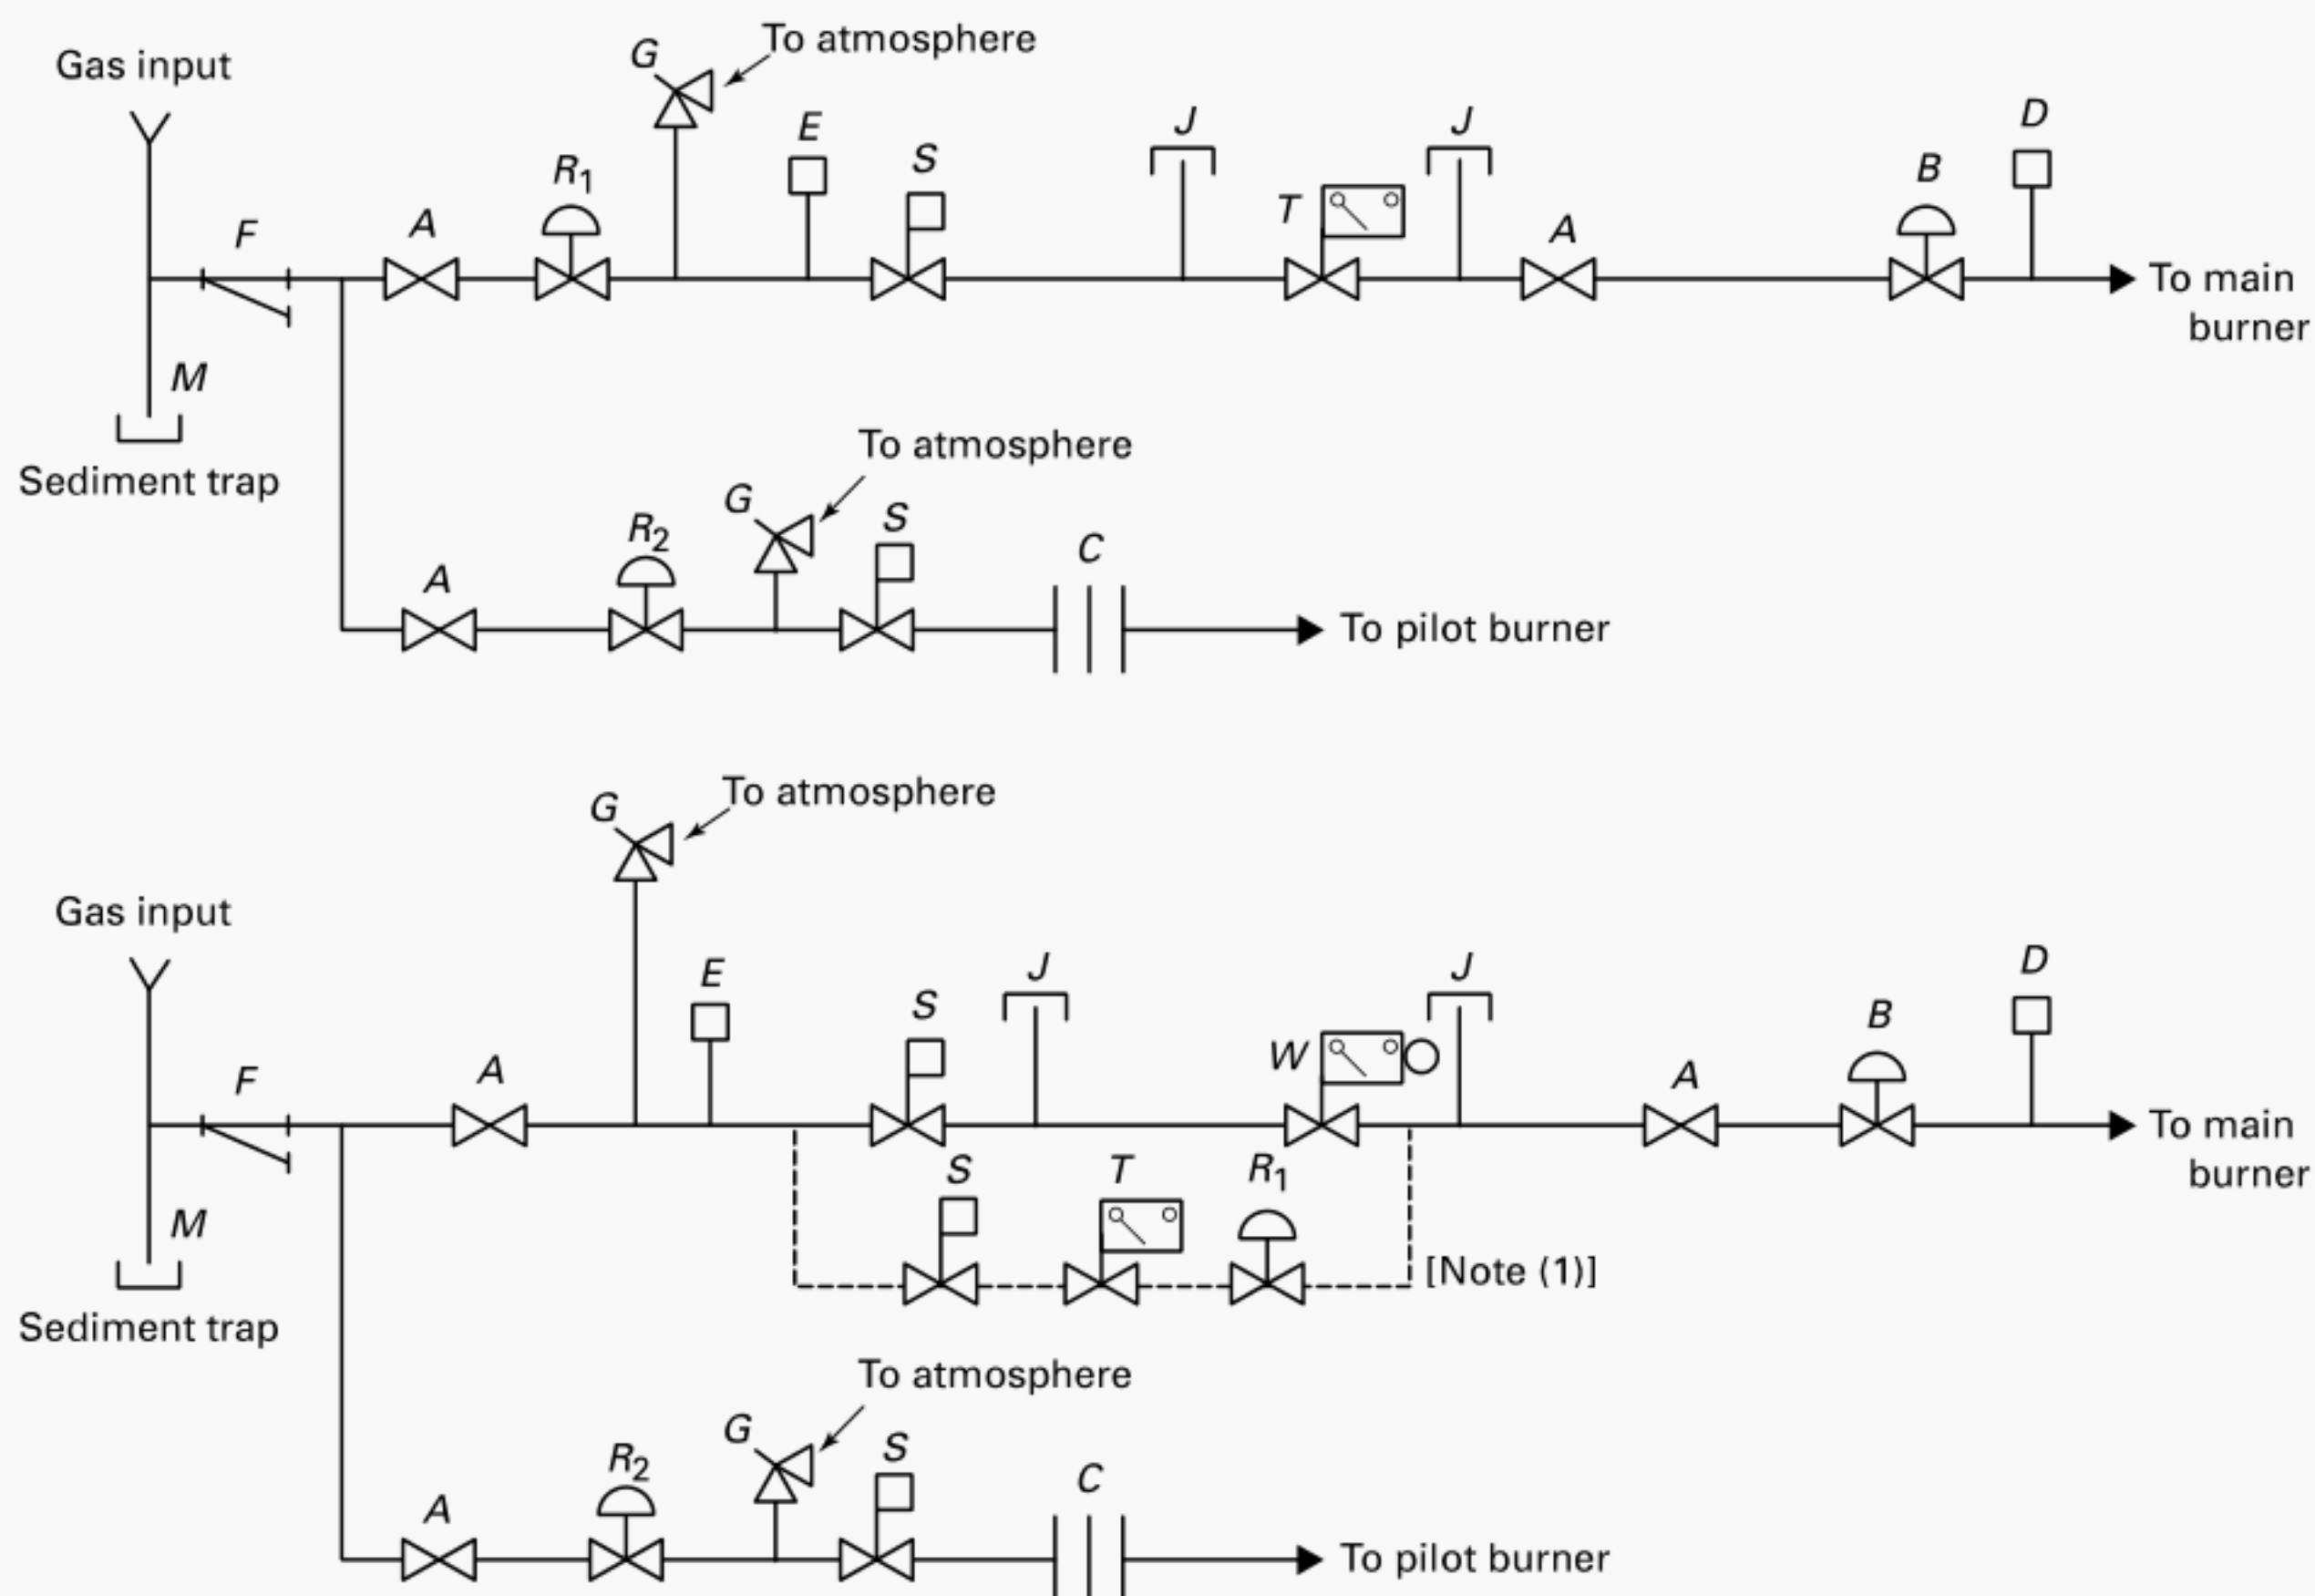 G
To atmosphere
Gas input
E
J
J
D
R1
S
B
F
A
T
A
To main
burner
M
Sediment trap
To atmosphere
G
R2
S
C
A
To pilot burner
G
To atmosphere
Gas input
E
S
J
J
D
F
A
W
A
B
To main
burner
S
T
R1
M
[Note (1)]
Sediment trap
To atmosphere
G
R2
S
C
A
To pilot burner